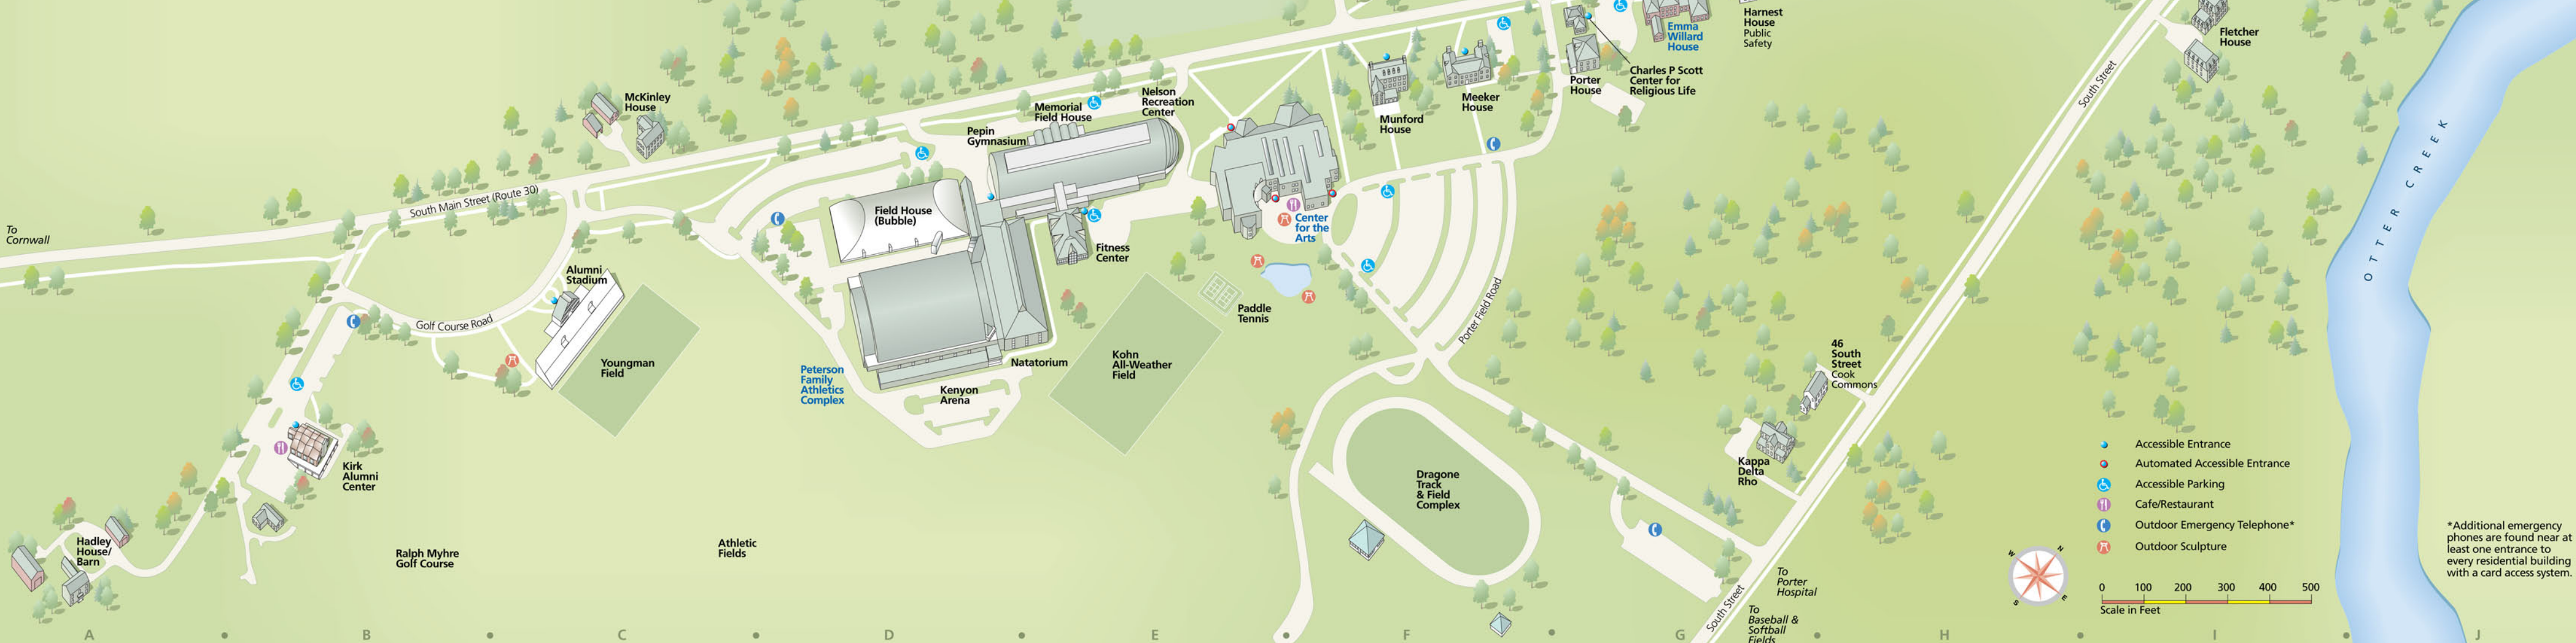 Harnest
House
Public
Safety
Emma
Willard
House
Fletcher
House
Charles P Scott
Center for
Religious Life
Porter
House
South Street
McKinley
House
Nelson
Recreation
Center
Memorial
Field House
Meeker
House
Munford
House
Pepin
Gymnasium
OTTER CREEK
South Main Street (Route 30)
Field House
(Bubble)
Center
for the
Arts
To
Cornwall
Fitness
Center
Alumni
Stadium
Golf Course Road
Paddle
Tennis
Porter Field Road
Youngman
Field
Peterson
Family
Athletics
Complex
Natatorium
Kohn
All-Weather
Field
Kenyon
Arena
46
South
Street
Cook
Commons
Kirk
Alumni
Center
Dragone
Track
& Field
Complex
Kappa
Delta
Rho
Accessible Entrance
Automated Accessible Entrance
Accessible Parking
Cafe/Restaurant
Outdoor Emergency Telephone*
Outdoor Sculpture
*Additional emergency
phones are found near at
least one entrance to
every residential building
with a card access system.
Hadley
House/
Barn
Ralph Myhre
Golf Course
Athletic
Fields
W
N
S
E
0 100 200 300 400 500
Scale in Feet
To
Porter
Hospital
South Street
To
Baseball &
Softball
Fields
A B C D E F G H I J